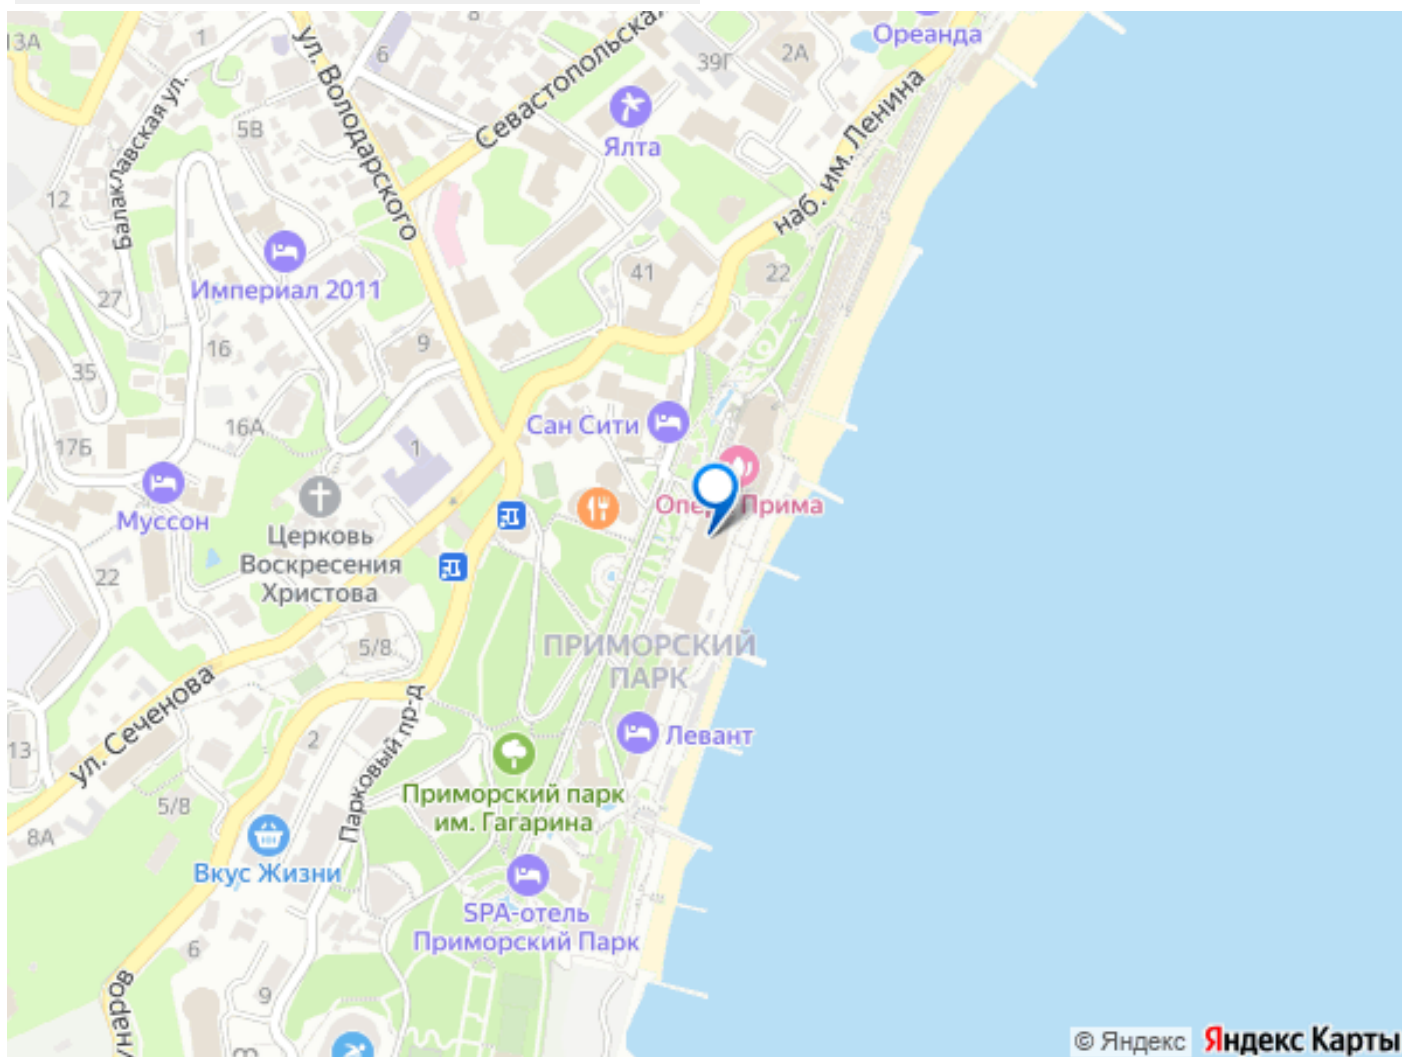 13А
1
6
ул. Володарского
Севастопольская
39Г
2А
Ореанда
наб. им. Ленина
Балаклавская ул.
5В
Ялта
12
Империал 2011
27
41
22
16
9
35
16А
17Б
1
Сан Сити
Муссон
Опера Прима
Церковь
Воскресения
Христова
22
5/8
ПРИМОРСКИЙ
ПАРК
ул. Сеченова
Парковый пр-д
13
2
Левант
5/8
8А
Приморский парк
им. Гагарина
Вкус Жизни
SPA-отель
Приморский Парк
6
9
унаров
8
© Яндекс
Яндекс Карты